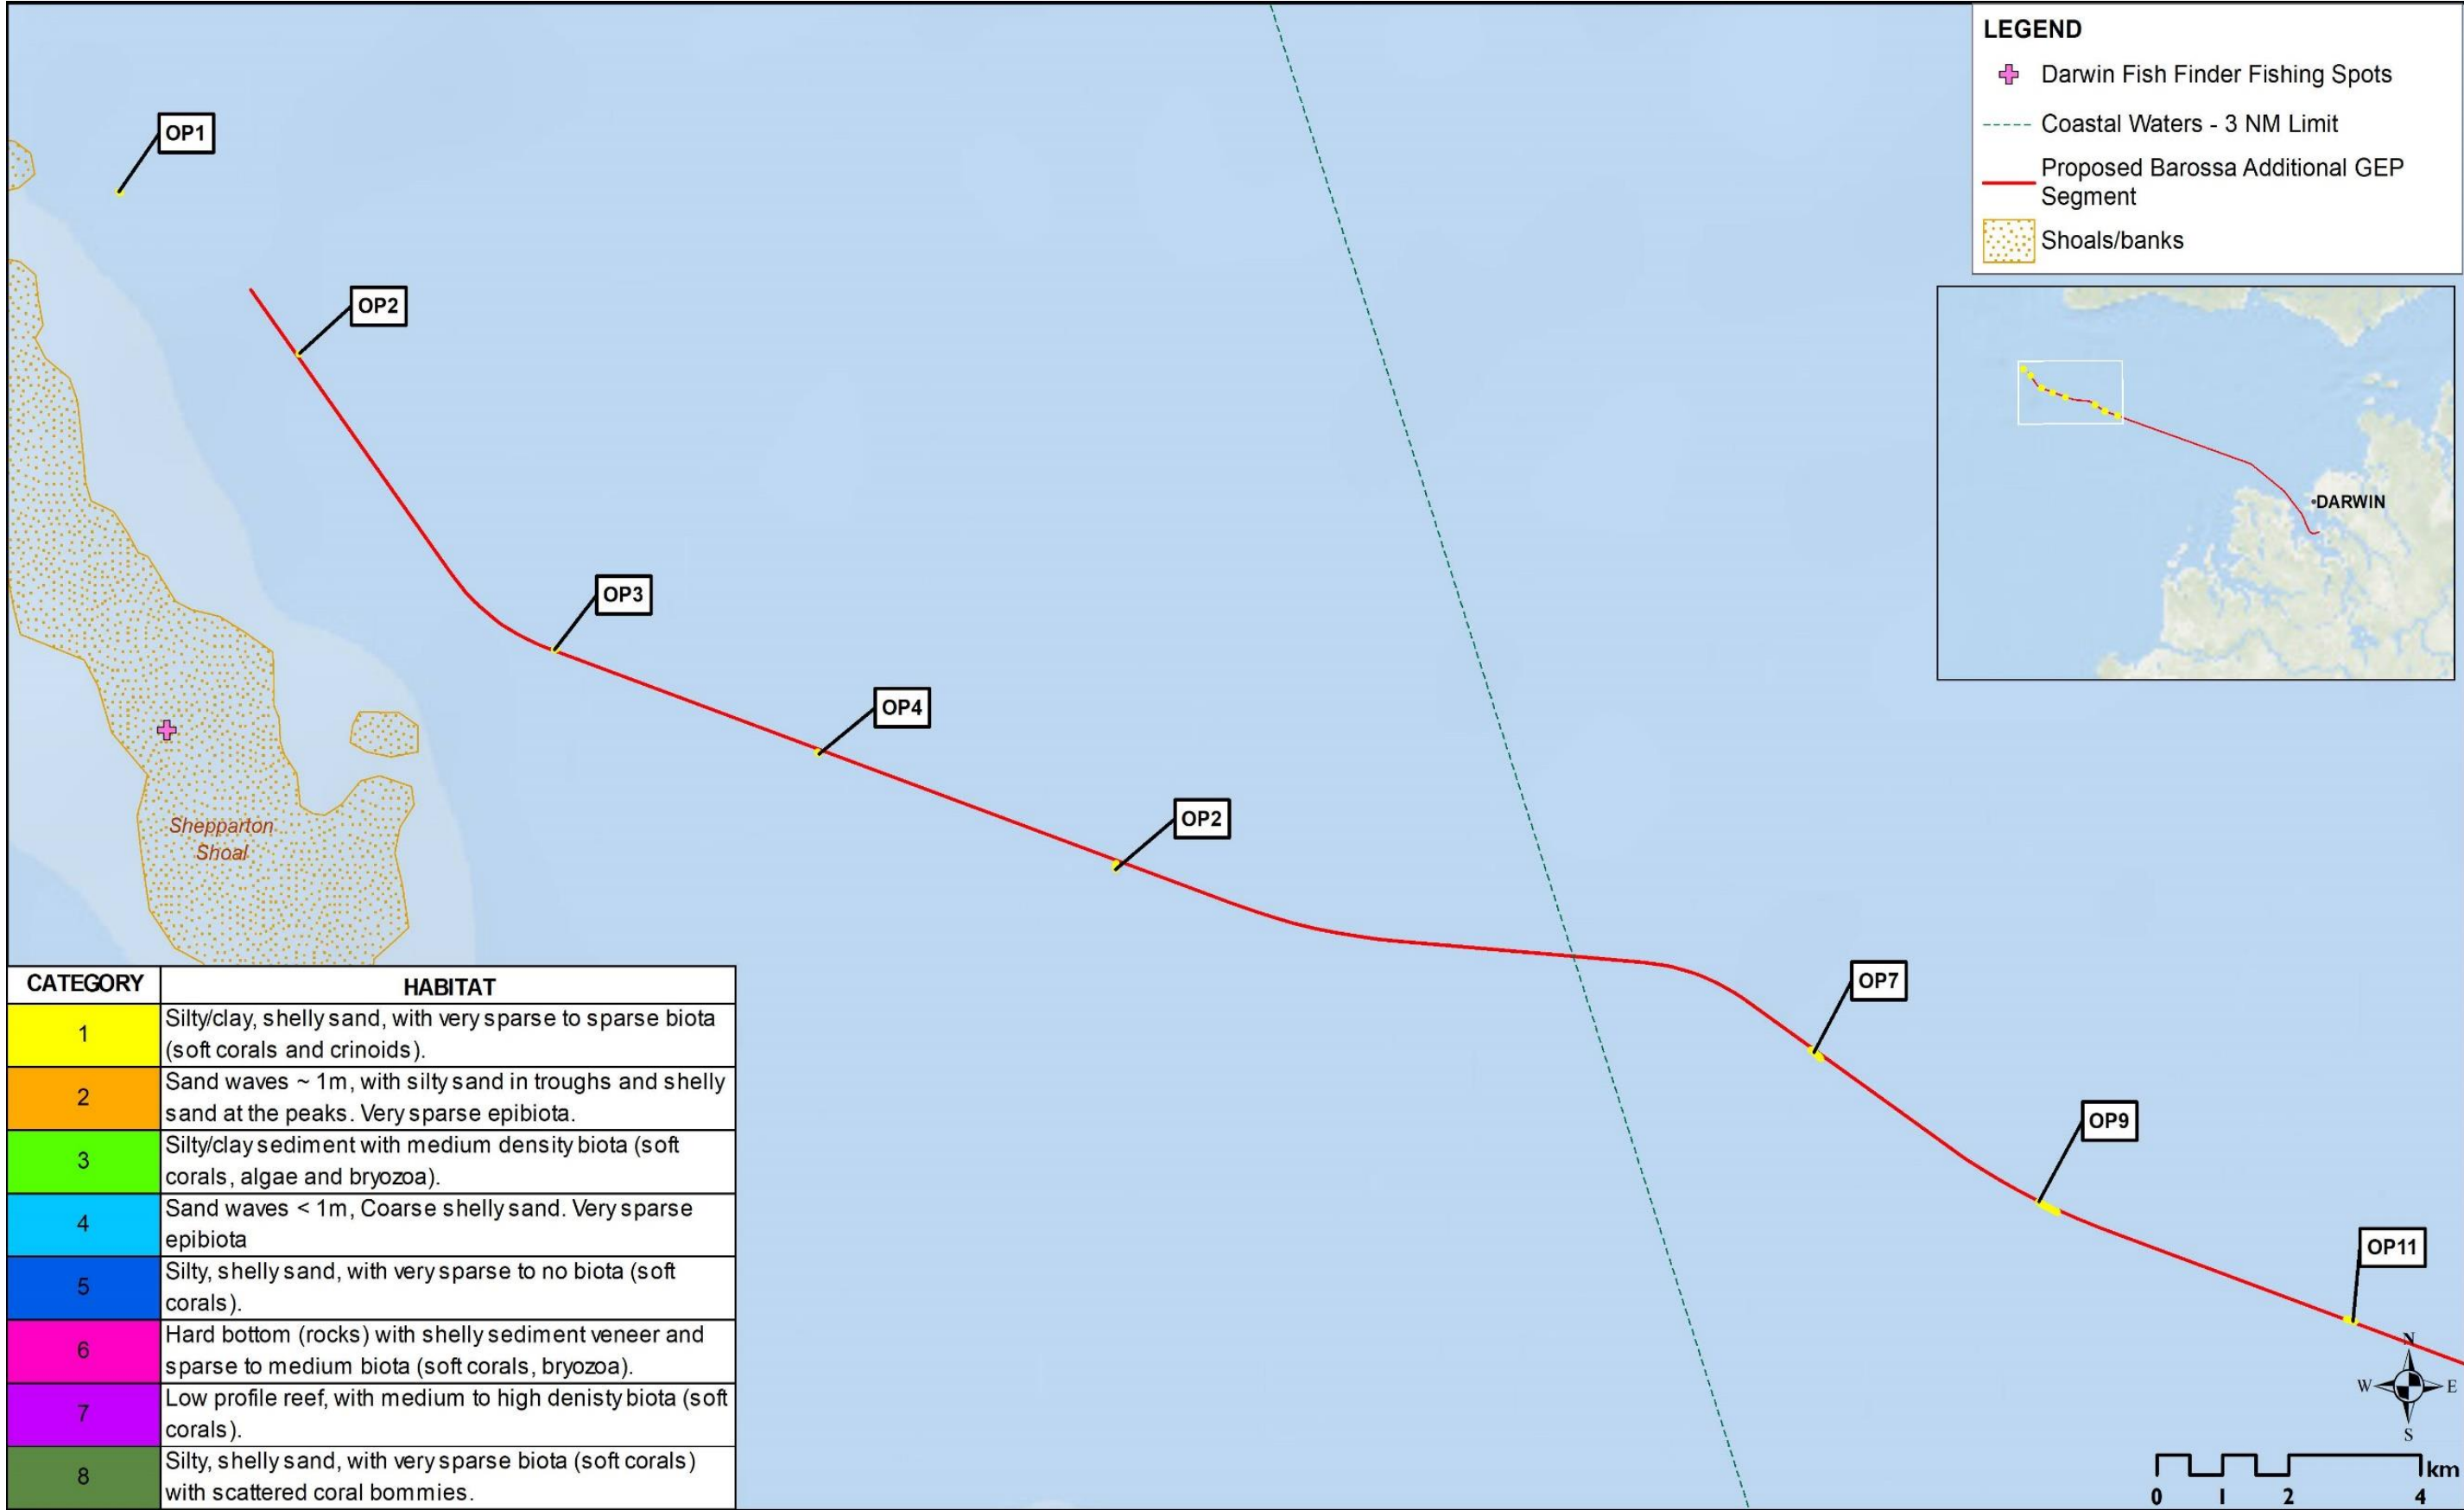 LEGEND
Darwin Fish Finder Fishing Spots
Coastal Waters - 3 NM Limit
Proposed Barossa Additional GEP
Segment
Shoals/banks
OP1
OP2
OP3
OP4
OP2
OP7
OP9
OP11
DARWIN
Shepparton
Shoal
CATEGORY HABITAT
1 Silty/clay, shelly sand, with very sparse to sparse biota
(soft corals and crinoids).
2 Sand waves ~ 1m, with silty sand in troughs and shelly
sand at the peaks. Very sparse epibiota.
3 Silty/clay sediment with medium density biota (soft
corals, algae and bryozoa).
4 Sand waves < 1m, Coarse shelly sand. Very sparse
epibiota
5 Silty, shelly sand, with very sparse to no biota (soft
corals).
6 Hard bottom (rocks) with shelly sediment veneer and
sparse to medium biota (soft corals, bryozoa).
7 Low profile reef, with medium to high denisty biota (soft
corals).
8 Silty, shelly sand, with very sparse biota (soft corals)
with scattered coral bommies.
N
W E
S
km
0 1 2 4